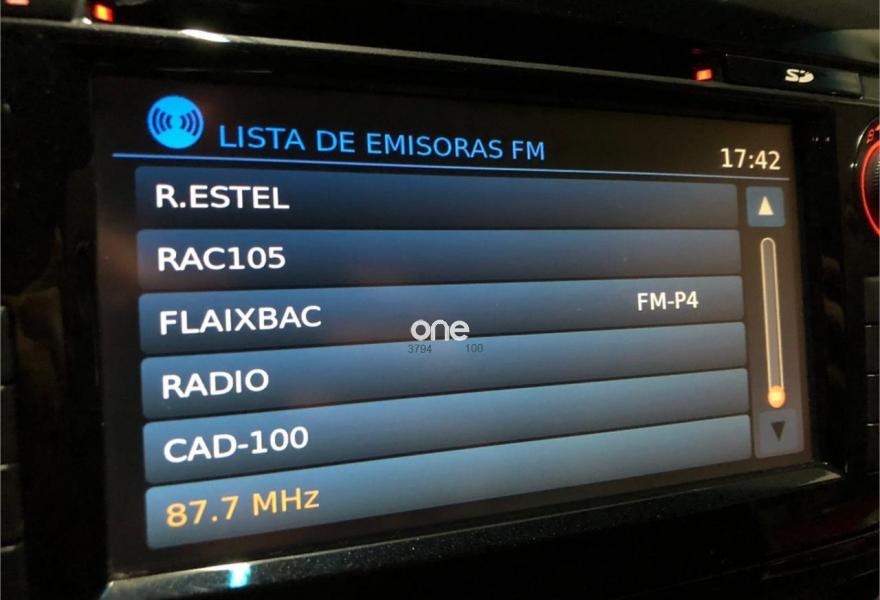 SD
LISTA DE EMISORAS FM
17:42
R.ESTEL
RAC105
FLAIXBAC FM-P4
one
3794 100
RADIO
CAD-100
87.7 MHz